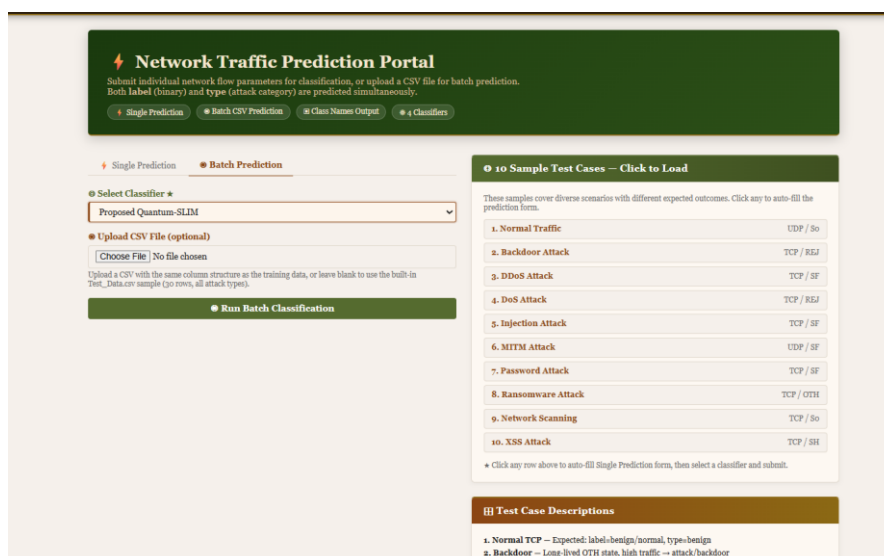 Network Traffic Prediction Portal
Submit individual network flow parameters for classification, or upload a CSV file for batch prediction.
Both label (binary) and type (attack category) are predicted simultaneously.
Single Prediction
Batch CSV Prediction
Class Names Output
4 Classifiers
Single Prediction
Batch Prediction
Select Classifier ★
Proposed Quantum-SLIM
Upload CSV File (optional)
Choose File No file chosen
Upload a CSV with the same column structure as the training data, or leave blank to use the built-in
Test_Data.csv sample (30 rows, all attack types).
Run Batch Classification
10 Sample Test Cases — Click to Load
These samples cover diverse scenarios with different expected outcomes. Click any to auto-fill the
prediction form.
1. Normal Traffic UDP / S0
2. Backdoor Attack TCP / REJ
3. DDoS Attack TCP / SF
4. DoS Attack TCP / REJ
5. Injection Attack TCP / SF
6. MITM Attack UDP / SF
7. Password Attack TCP / SF
8. Ransomware Attack TCP / OTH
9. Network Scanning TCP / S0
10. XSS Attack TCP / SH
★ Click any row above to auto-fill Single Prediction form, then select a classifier and submit.
Test Case Descriptions
1. Normal TCP — Expected: label=benign/normal, type=benign
2. Backdoor — Long-lived OTH state, high traffic → attack/backdoor